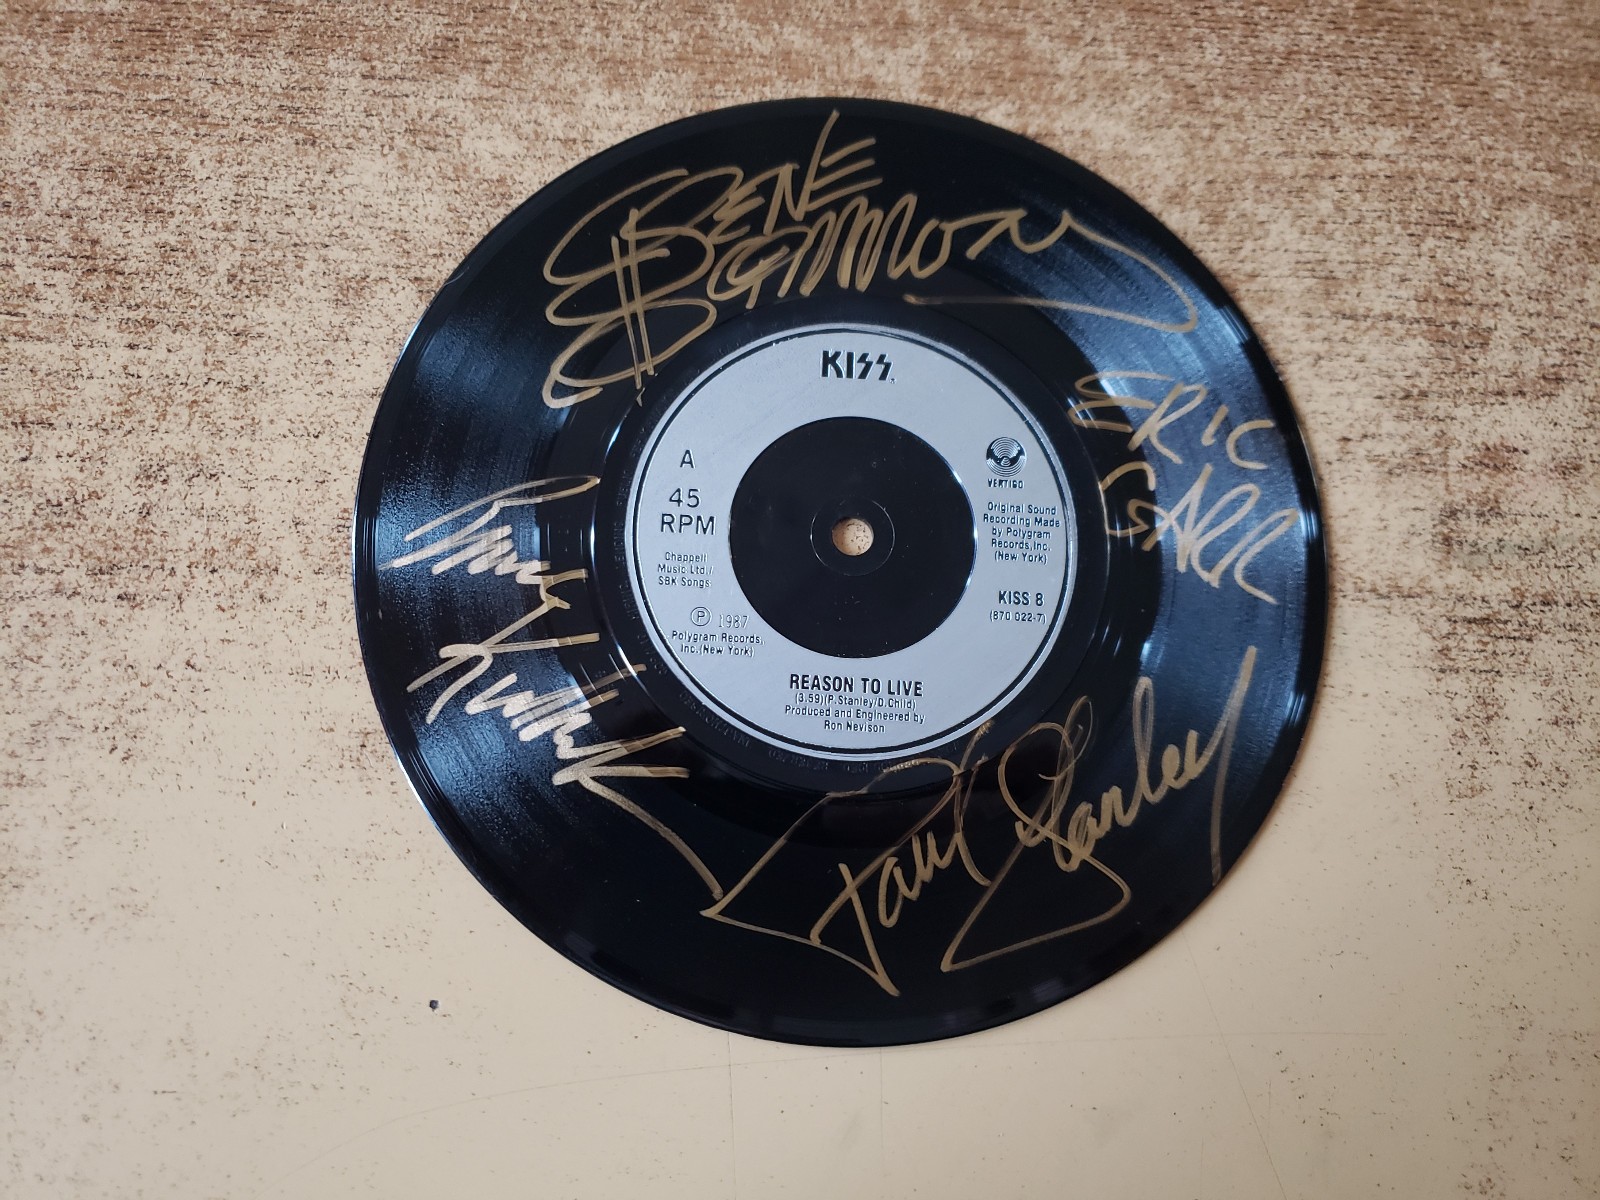 GENE
SIMMONS
KISS
ERIC
CARR
A
45
RPM
Chappell
Music Ltd./
SBK Songs
Ⓟ 1987
Polygram Records,
Inc.(New York)
VERTIGO
Original Sound
Recording Made
by Polygram
Records,Inc.
(New York)
KISS 8
(870 022-7)
Bruce
Kulick
REASON TO LIVE
(3.59)(P.Stanley/D.Child)
Produced and Engineered by
Ron Nevison
Paul Stanley